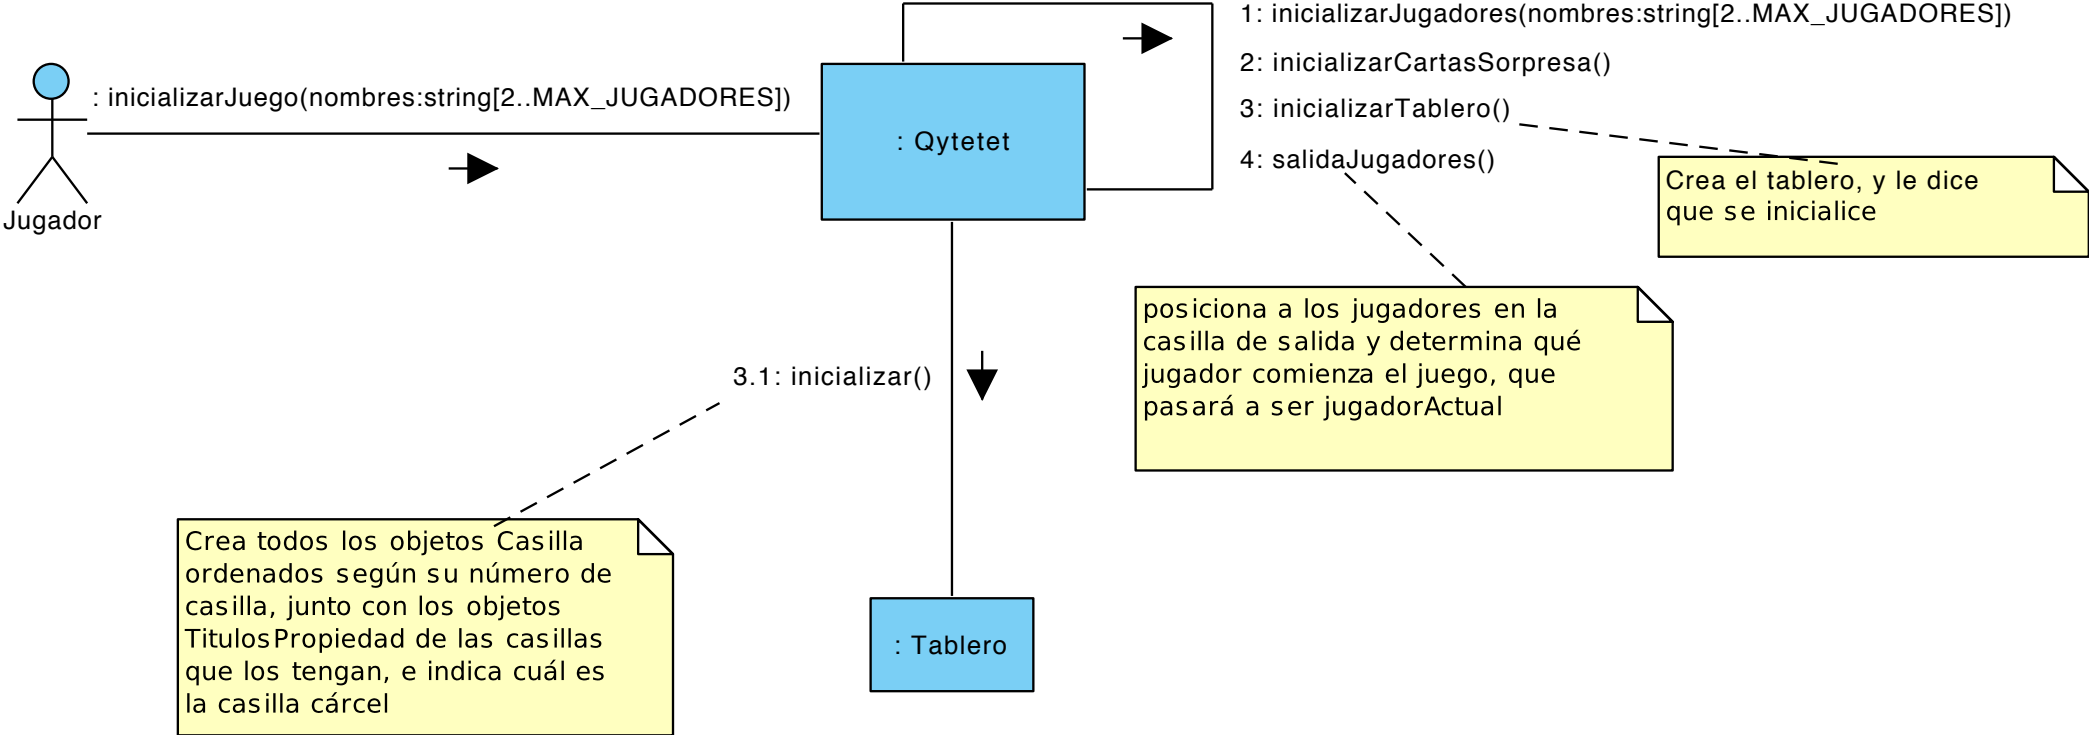 1: inicializarJugadores(nombres:string[2..MAX_JUGADORES])
2: inicializarCartasSorpresa()
: inicializarJuego(nombres:string[2..MAX_JUGADORES])
3: inicializarTablero()
: Qytetet
4: salidaJugadores()
Jugador
Crea el tablero, y le dice
que se inicialice
posiciona a los jugadores en la
casilla de salida y determina qué
jugador comienza el juego, que
pasará a ser jugadorActual
3.1: inicializar()
Crea todos los objetos Casilla
ordenados según su número de
casilla, junto con los objetos
TitulosPropiedad de las casillas
que los tengan, e indica cuál es
la casilla cárcel
: Tablero